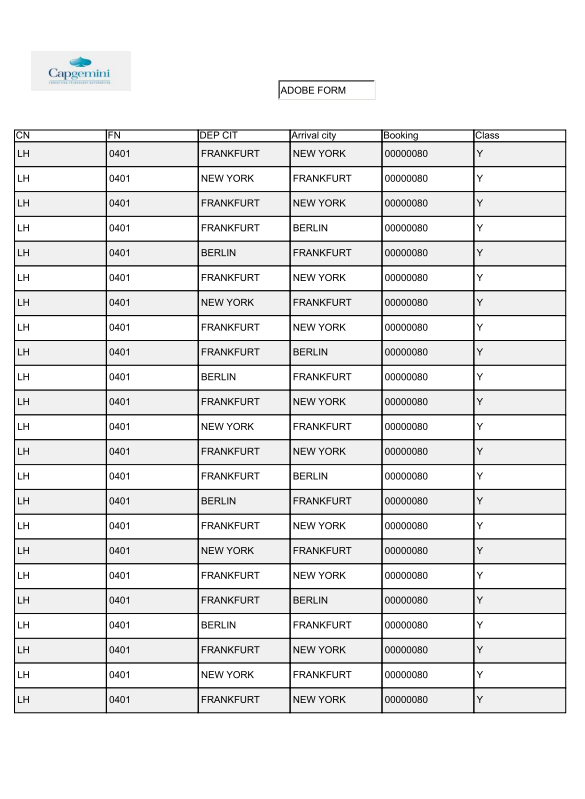 Capgemini
ADOBE FORM
CN FN DEP CIT Arrival city Booking Class
LH 0401 FRANKFURT NEW YORK 00000080 Y
LH 0401 NEW YORK FRANKFURT 00000080 Y
LH 0401 FRANKFURT NEW YORK 00000080 Y
LH 0401 FRANKFURT BERLIN 00000080 Y
LH 0401 BERLIN FRANKFURT 00000080 Y
LH 0401 FRANKFURT NEW YORK 00000080 Y
LH 0401 NEW YORK FRANKFURT 00000080 Y
LH 0401 FRANKFURT NEW YORK 00000080 Y
LH 0401 FRANKFURT BERLIN 00000080 Y
LH 0401 BERLIN FRANKFURT 00000080 Y
LH 0401 FRANKFURT NEW YORK 00000080 Y
LH 0401 NEW YORK FRANKFURT 00000080 Y
LH 0401 FRANKFURT NEW YORK 00000080 Y
LH 0401 FRANKFURT BERLIN 00000080 Y
LH 0401 BERLIN FRANKFURT 00000080 Y
LH 0401 FRANKFURT NEW YORK 00000080 Y
LH 0401 NEW YORK FRANKFURT 00000080 Y
LH 0401 FRANKFURT NEW YORK 00000080 Y
LH 0401 FRANKFURT BERLIN 00000080 Y
LH 0401 BERLIN FRANKFURT 00000080 Y
LH 0401 FRANKFURT NEW YORK 00000080 Y
LH 0401 NEW YORK FRANKFURT 00000080 Y
LH 0401 FRANKFURT NEW YORK 00000080 Y